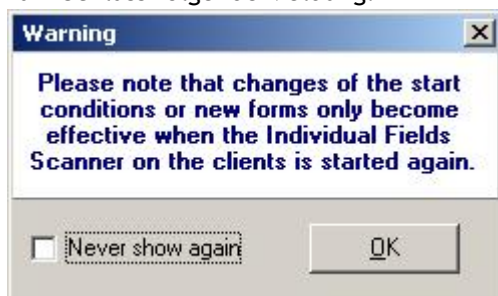 Warning
Please note that changes of the start
conditions or new forms only become
effective when the Individual Fields
Scanner on the clients is started again.
Never show again
OK